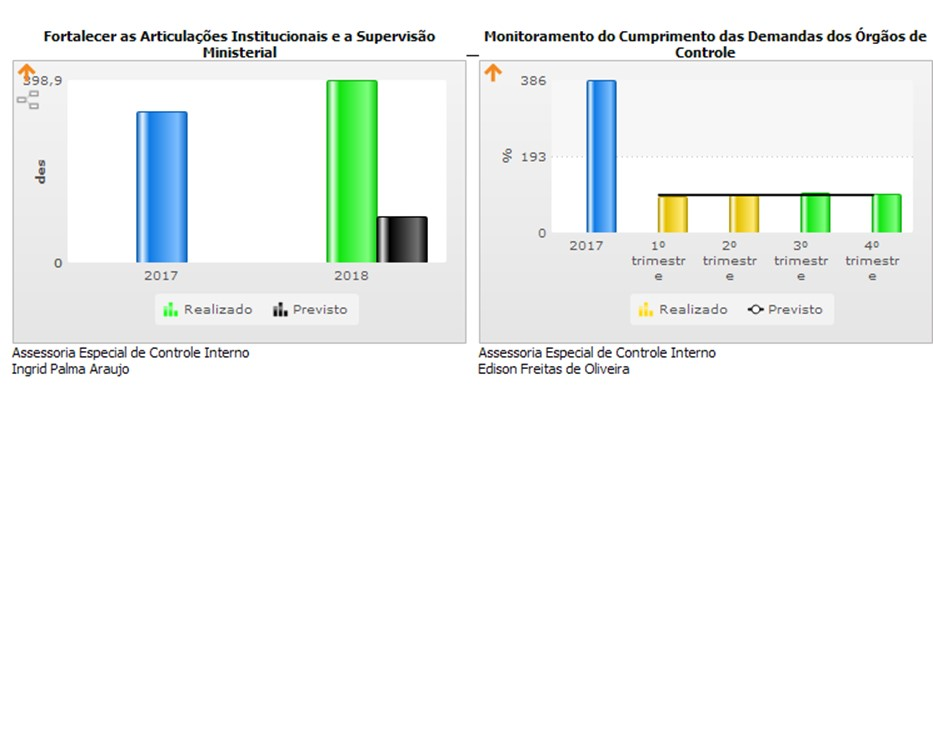 Fortalecer as Articulações Institucionais e a Supervisão
Ministerial
398,9
des
0
2017
2018
Realizado
Previsto
Assessoria Especial de Controle Interno
Ingrid Palma Araujo
Monitoramento do Cumprimento das Demandas dos Órgãos de
Controle
386
%
193
0
2017
1º
trimestr
e
2º
trimestr
e
3º
trimestr
e
4º
trimestr
e
Realizado
Previsto
Assessoria Especial de Controle Interno
Edison Freitas de Oliveira